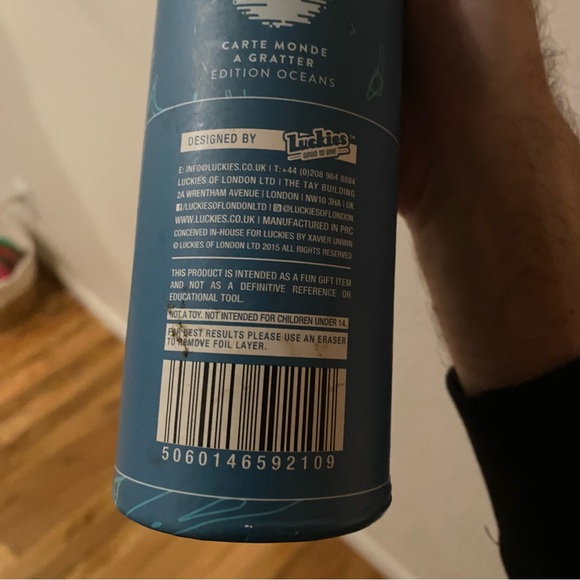 CARTE MONDE
A GRATTER
EDITION OCEANS
DESIGNED BY Luckies™
GOOD TO GIVE
E: INFO@LUCKIES.CO.UK | T:+44 (0)208 964 8884
LUCKIES OF LONDON LTD | THE TAY BUILDING
2A WRENTHAM AVENUE | LONDON | NW10 3HA | UK
/LUCKIESOFLONDONLTD | @LUCKIESOFLONDON
WWW.LUCKIES.CO.UK | MANUFACTURED IN PRC
CONCEIVED IN-HOUSE FOR LUCKIES BY XAVIER UNWIN
© LUCKIES OF LONDON LTD 2015 ALL RIGHTS RESERVED
THIS PRODUCT IS INTENDED AS A FUN GIFT ITEM
AND NOT AS A DEFINITIVE REFERENCE OR
EDUCATIONAL TOOL.
NOT A TOY. NOT INTENDED FOR CHILDREN UNDER 14.
FOR BEST RESULTS PLEASE USE AN ERASER
TO REMOVE FOIL LAYER.
5060146592109